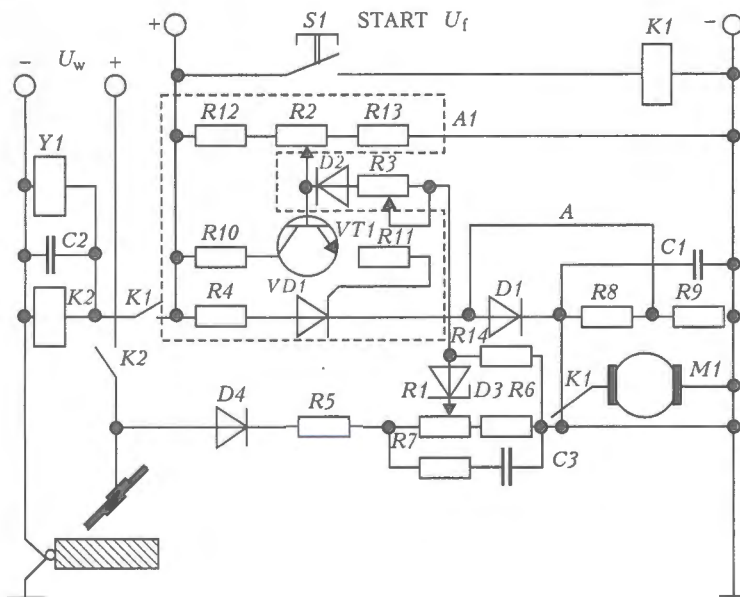 + S1 START Uf K1 -
- Uw +
R12 R2 R13 A1
Y1
D2 R3
C2 R10 VT1 R11 A C1
K2 K1 R4 VD1 D1 R8 R9
K2 R14
R1 D3 R6 K1 M1
D4 R5 R7
C3